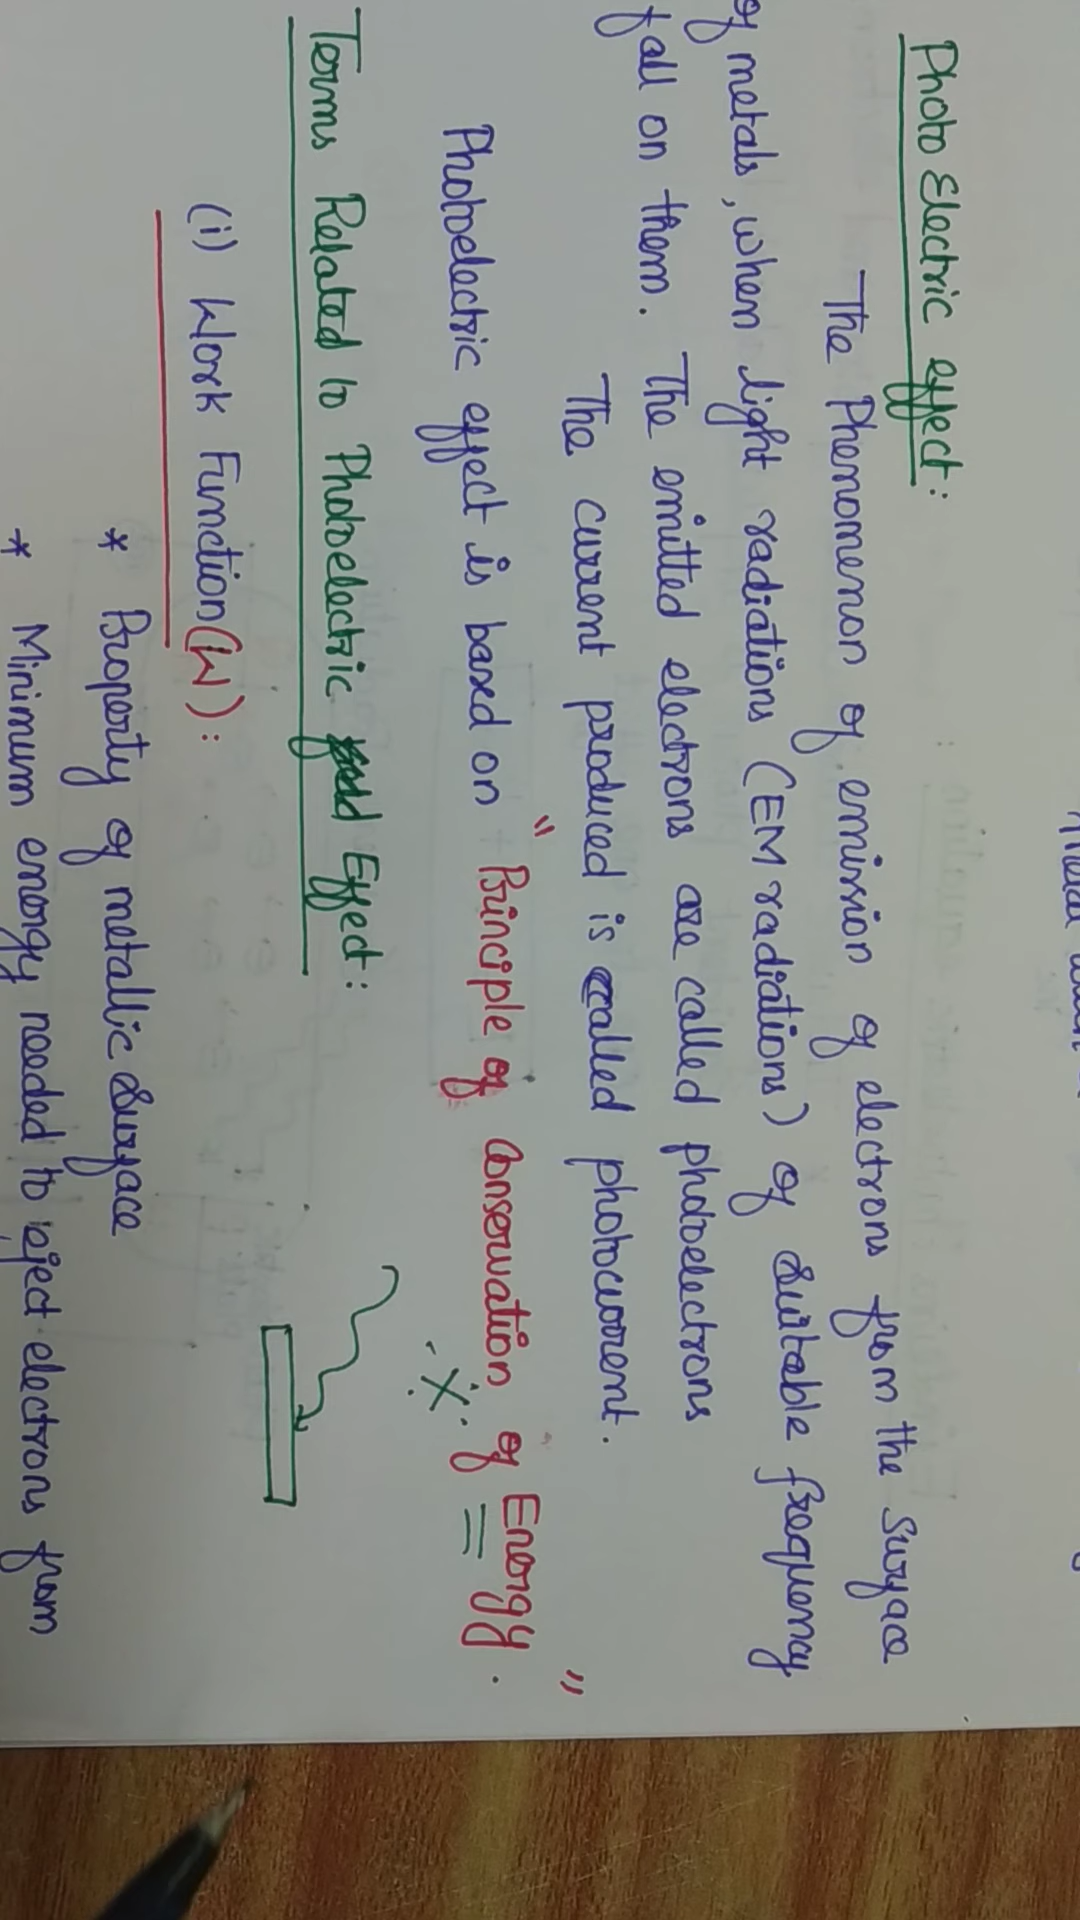 Photo Electric effect:
The Phenomenon of emission of electrons from the surface
of metals, when light radiations (EM radiations) of suitable frequency
fall on them. The emitted electrons are called photoelectrons
The current produced is called photocurrent.
Photoelectric effect is based on "Principle of Conservation of Energy."
Terms Related to Photoelectric Effect:
(i) Work Function (W):
* Property of metallic surface
* Minimum energy needed to eject electrons from